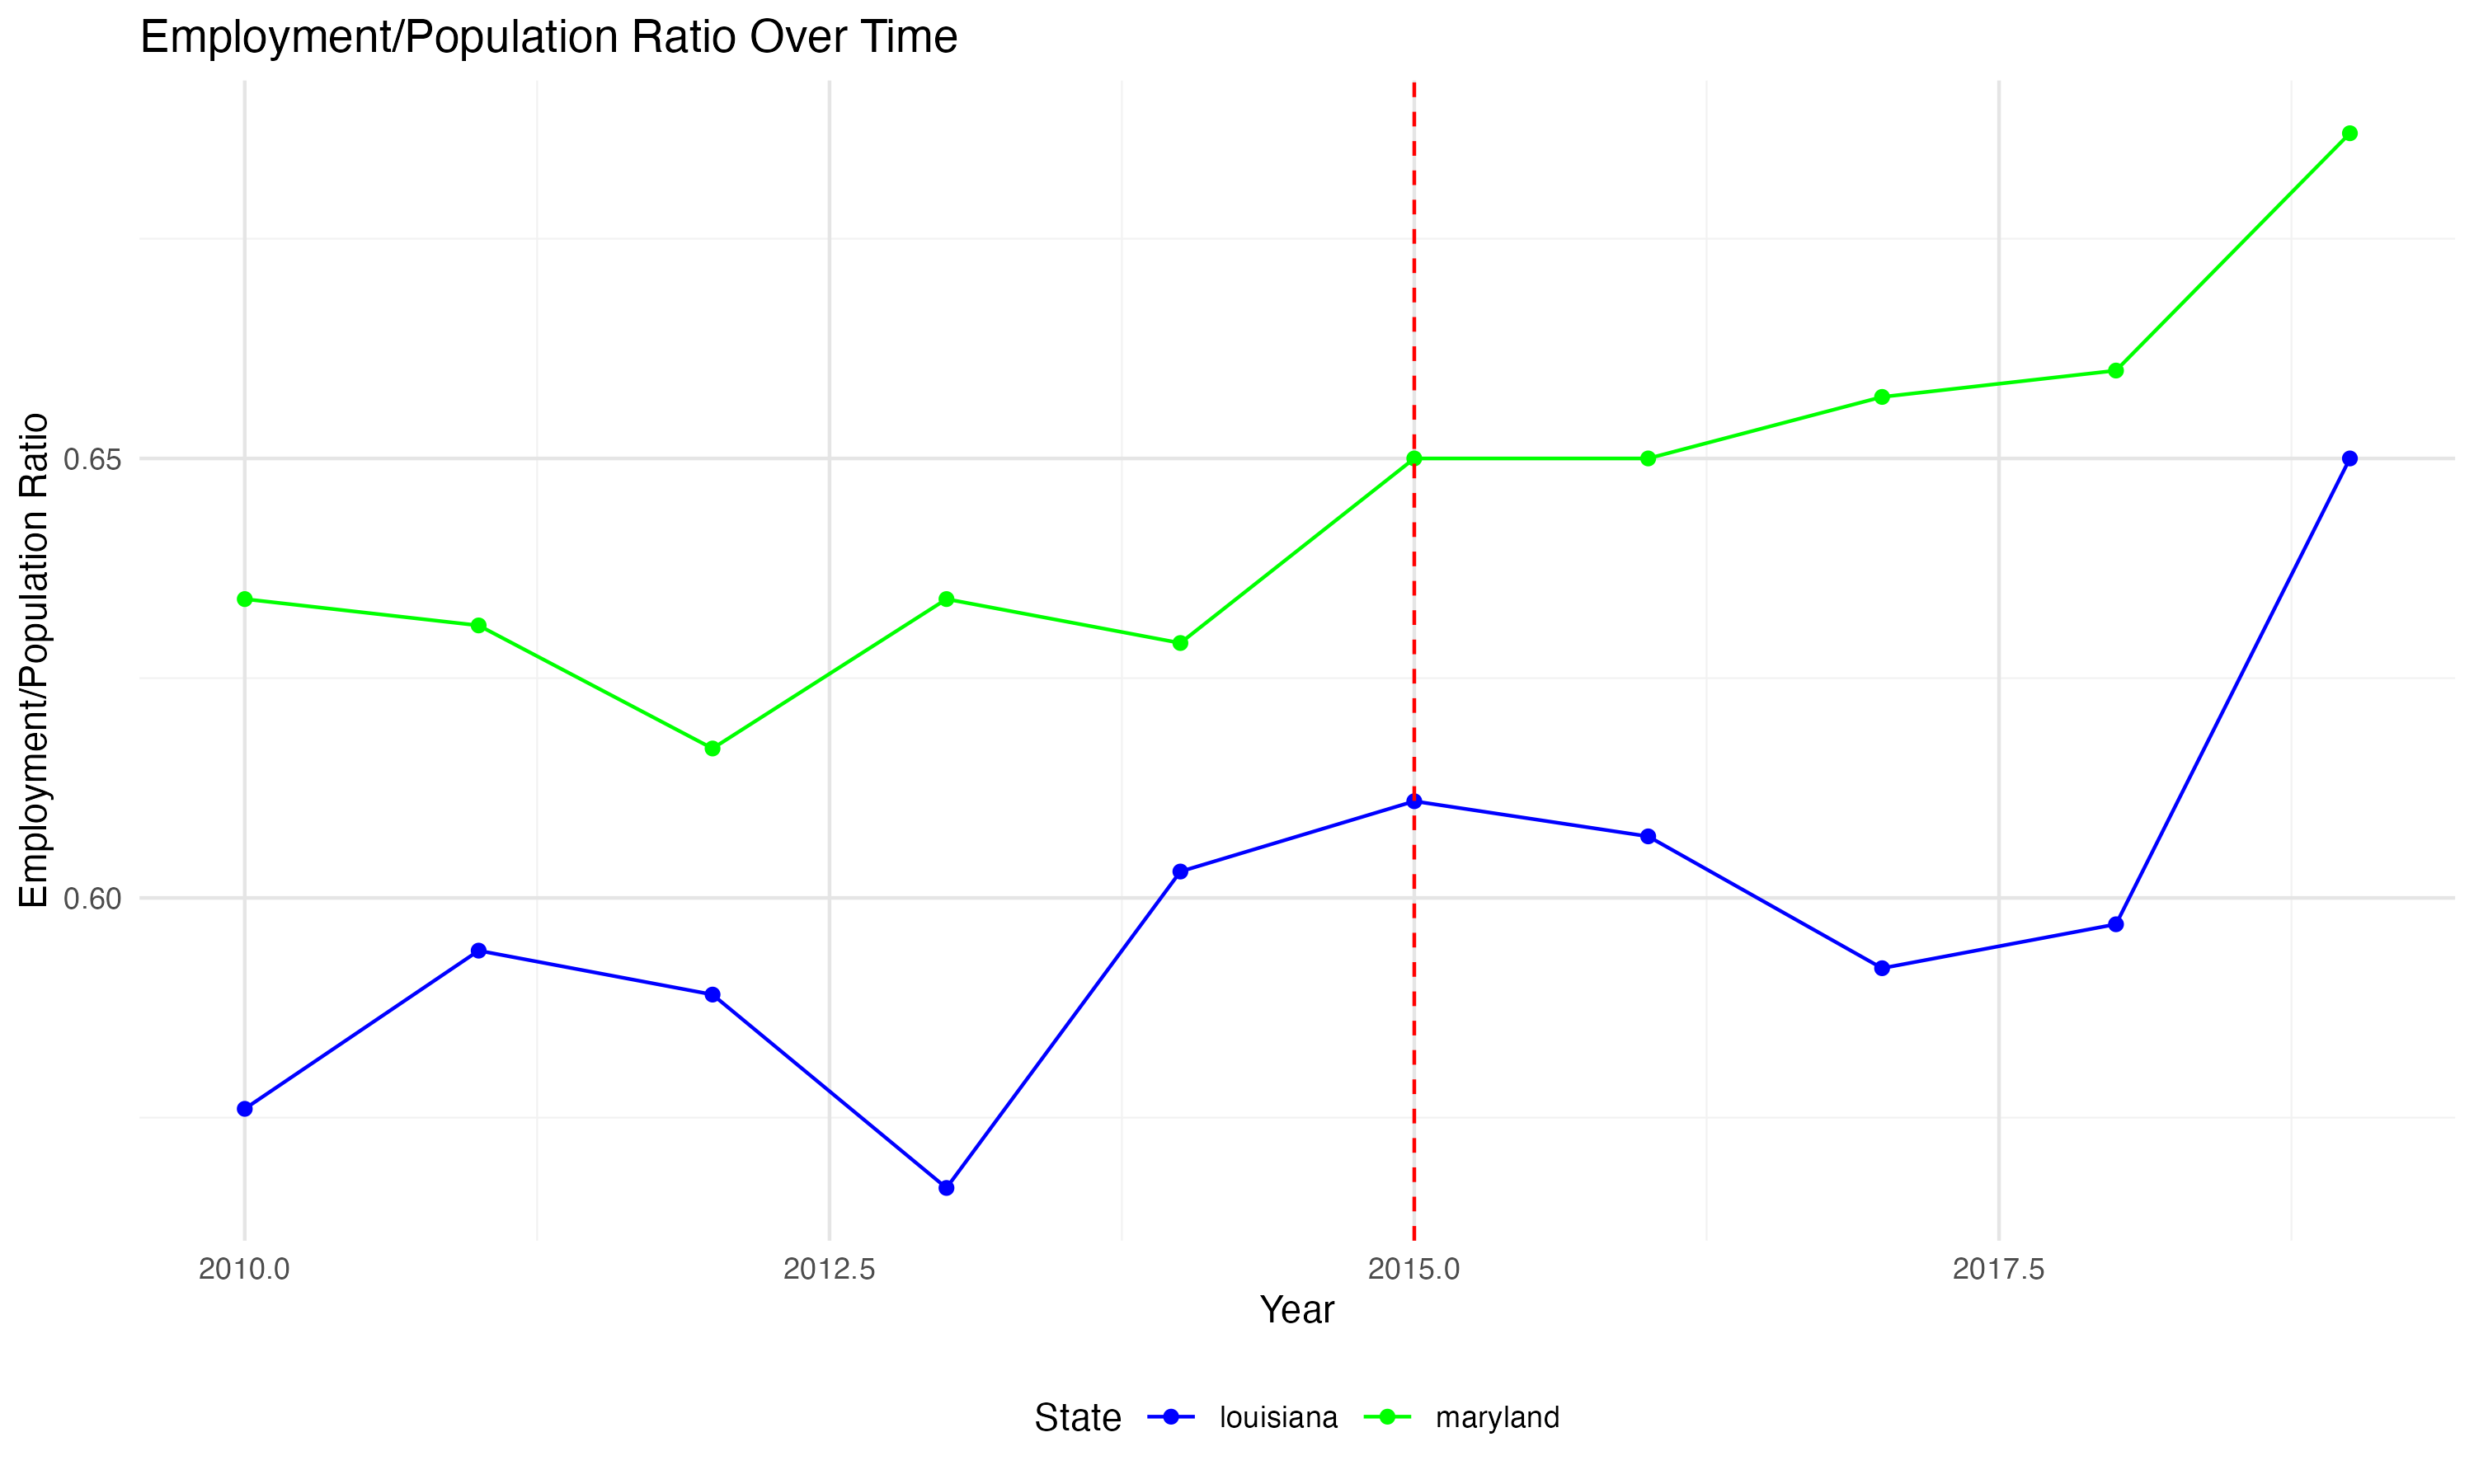 Employment/Population Ratio Over Time
Employment/Population Ratio
0.65
0.60
2010.0 2012.5 2015.0 2017.5
Year
State louisiana maryland